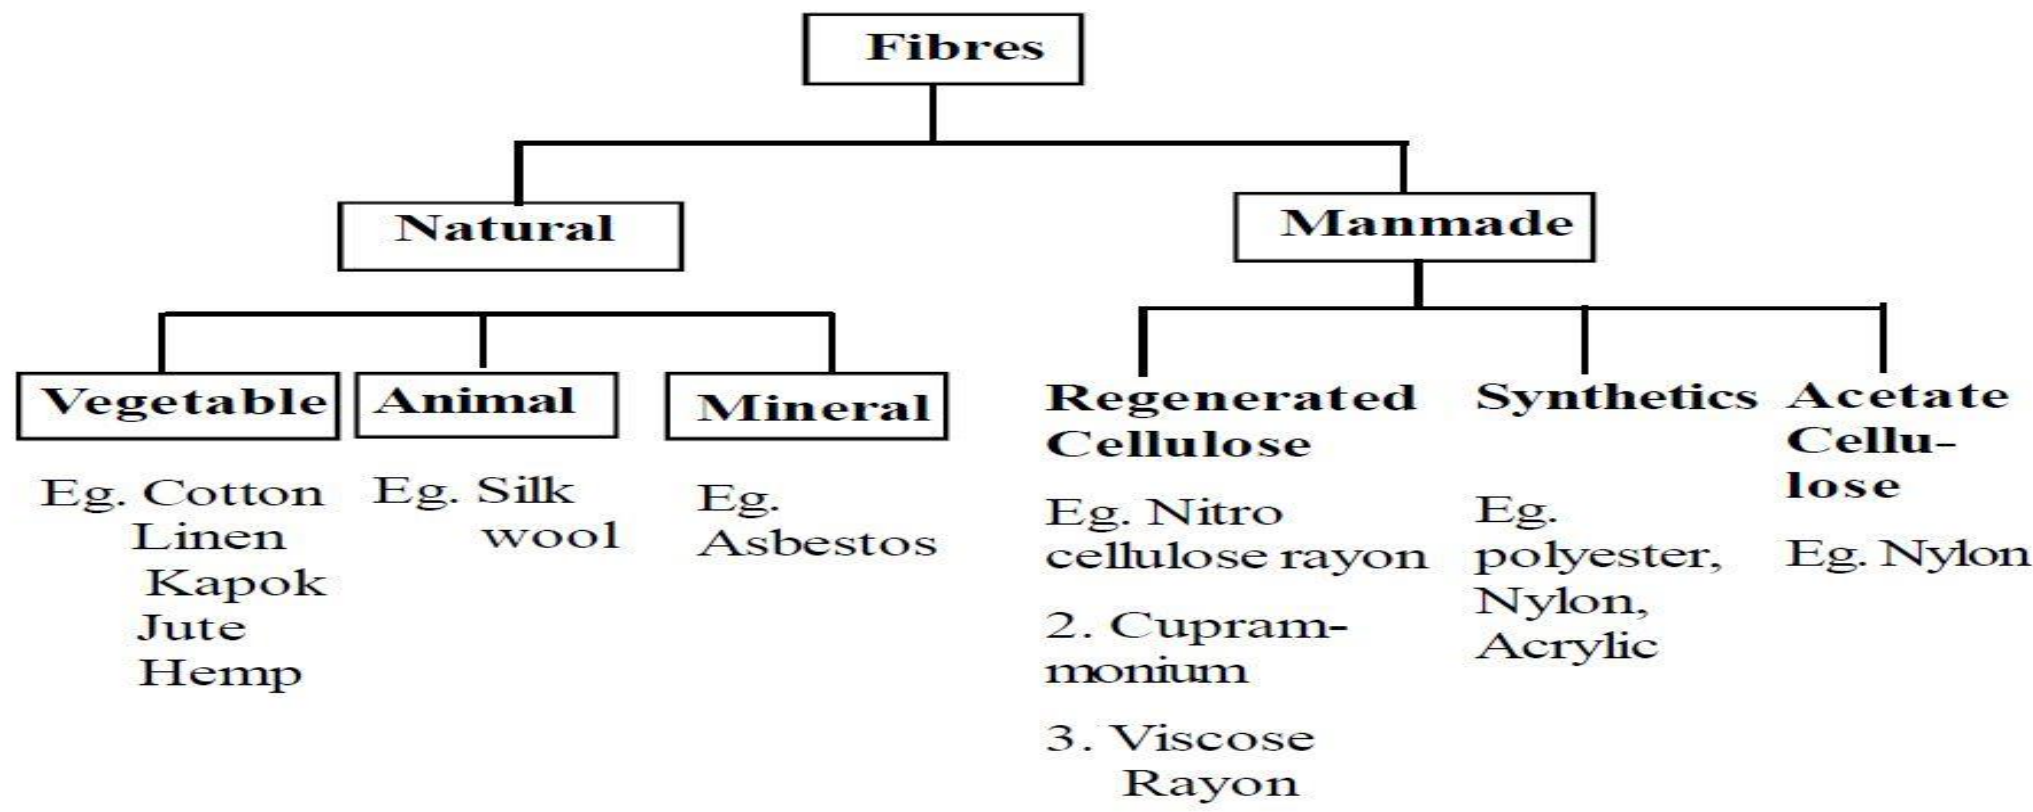 Fibres
Natural
Manmade
Vegetable
Eg. Cotton
Linen
Kapok
Jute
Hemp
Animal
Eg. Silk
wool
Mineral
Eg.
Asbestos
Regenerated
Cellulose
Eg. Nitro
cellulose rayon
2. Cupram-
monium
3. Viscose
Rayon
Synthetics
Eg.
polyester,
Nylon,
Acrylic
Acetate
Cellu-
lose
Eg. Nylon